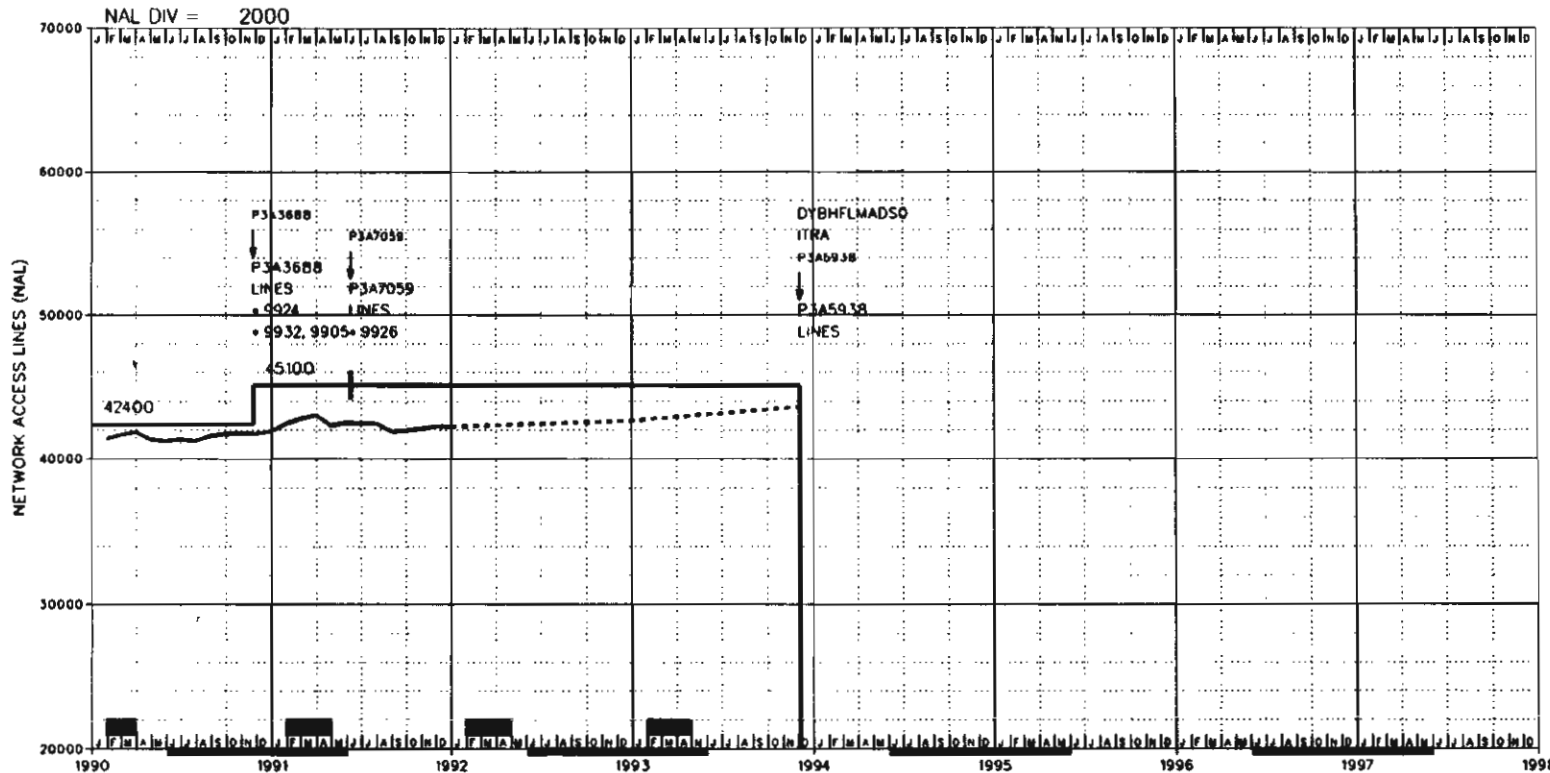 NAL DIV = 2000
J F M A M J J A S O N D J F M A M J J A S O N D J F M A M J J A S O N D J F M A M J J A S O N D J F M A M J J A S O N D J F M A M J J A S O N D J F M A M J J A S O N D J F M A M J J A S O N D
70000
60000
50000
40000
30000
20000
NETWORK ACCESS LINES (NAL)
P3A3688
P3A3688
LINES
• 9924
• 9932, 9905
P3A7059
P3A7059
LINES
• 9926
DYBHFLMADS0
ITRA
P3A5938
P3A5938
LINES
42400
45100
J F M A M J J A S O N D J F M A M J J A S O N D J F M A M J J A S O N D J F M A M J J A S O N D J F M A M J J A S O N D J F M A M J J A S O N D J F M A M J J A S O N D J F M A M J J A S O N D
1990 1991 1992 1993 1994 1995 1996 1997 1998